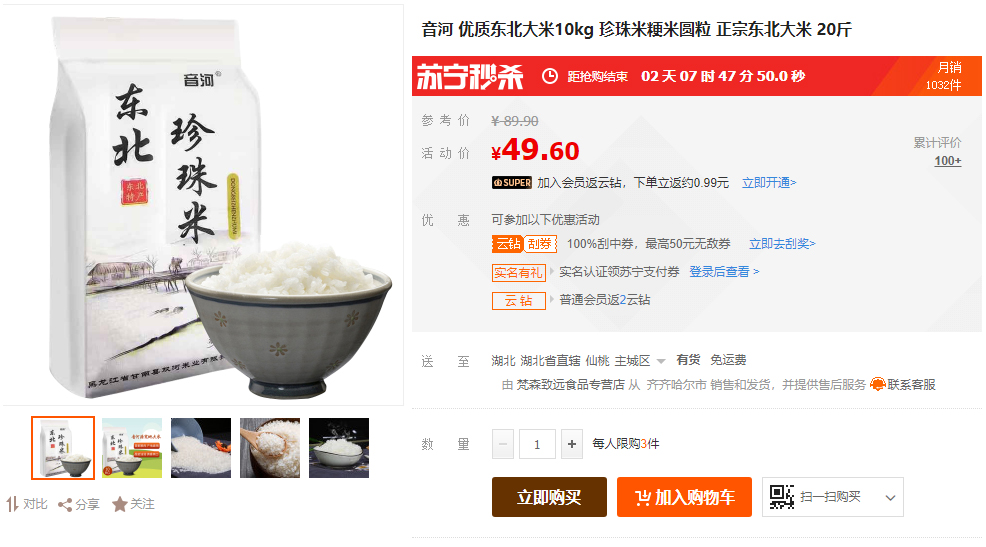 音河 优质东北大米10kg 珍珠米粳米圆粒 正宗东北大米 20斤
音河
东北
珍珠米
东北特产
DONGBEIZHENZHUMI
黑龙江省甘南县双河米业有限
苏宁秒杀 距抢购结束 02 天 07 时 47 分 50.0 秒
月销
1032件
参考价 ¥ 89.90
活动价 ¥49.60
累计评价
100+
SUPER 加入会员返云钻，下单立返约0.99元 立即开通>
优惠 可参加以下优惠活动
云钻 刮券 100%刮中券，最高50元无敌券 立即去刮奖>
实名有礼 实名认证领苏宁支付券 登录后查看 >
云钻 普通会员返2云钻
送至 湖北 湖北省直辖 仙桃 主城区 有货 免运费
由 梵森致远食品专营店 从 齐齐哈尔市 销售和发货，并提供售后服务 联系客服
数量 － 1 + 每人限购3件
立即购买 加入购物车 扫一扫购买
对比 分享 关注